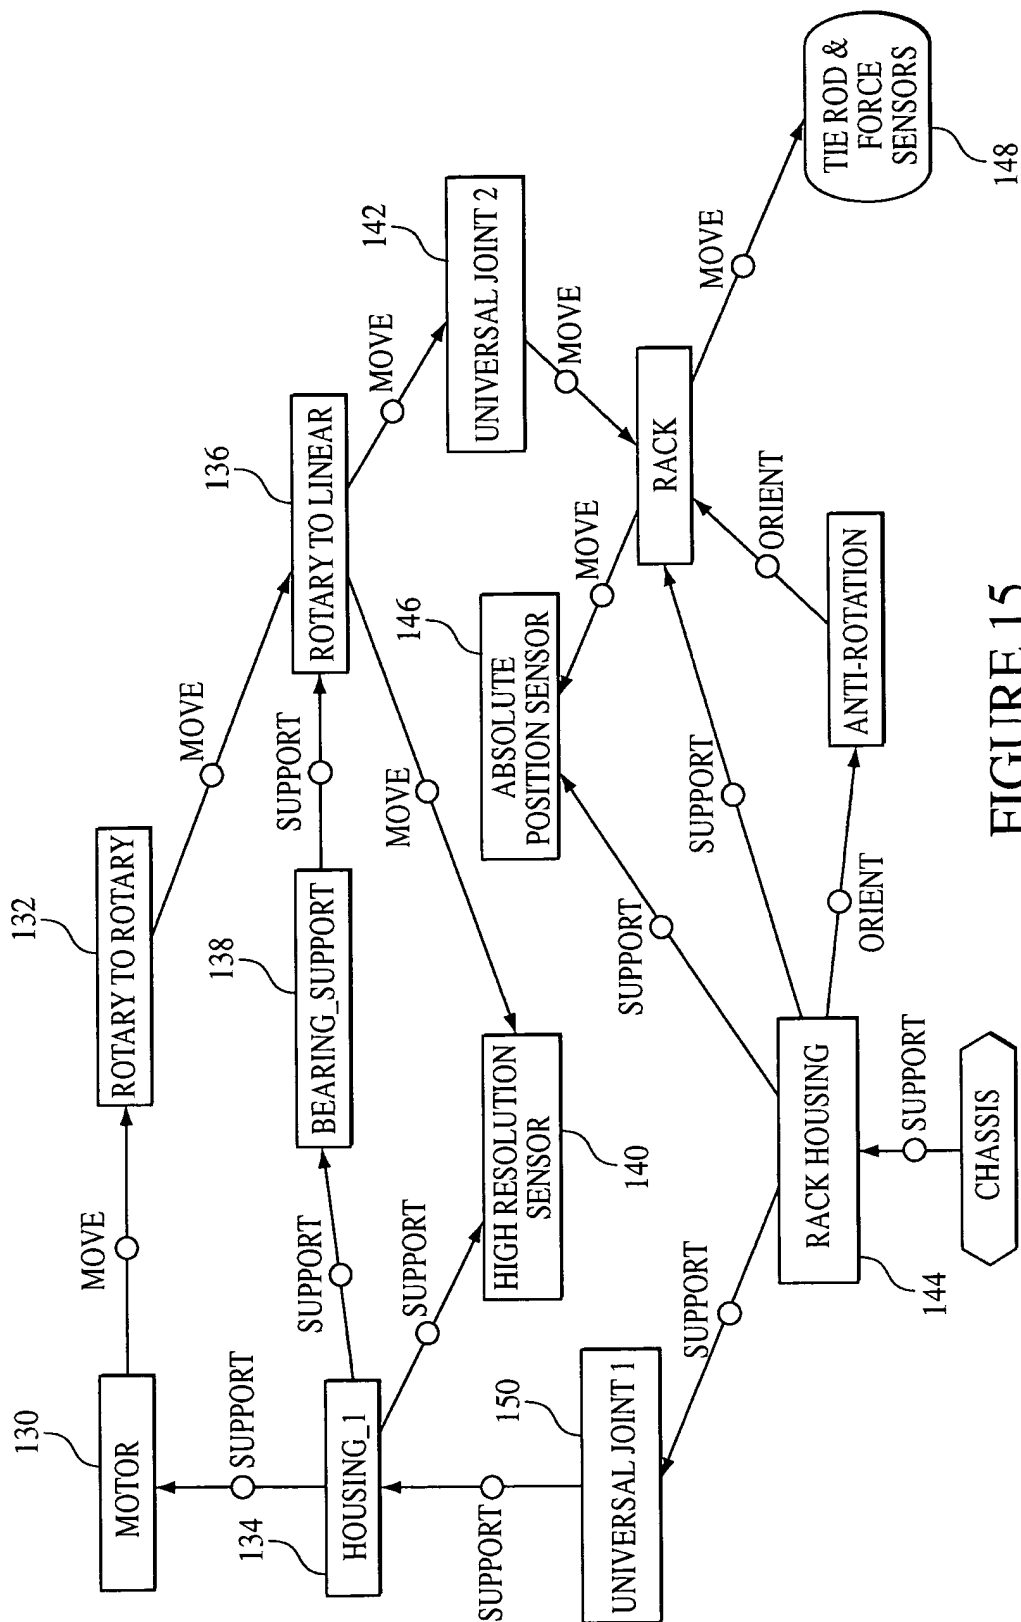 130
132
MOVE
MOTOR
ROTARY TO ROTARY
MOVE
136
138
SUPPORT
134
SUPPORT
SUPPORT
HOUSING_1
BEARING_SUPPORT
ROTARY TO LINEAR
142
MOVE
MOVE
SUPPORT
SUPPORT
UNIVERSAL JOINT 2
HIGH RESOLUTION
SENSOR
146
ABSOLUTE
POSITION SENSOR
150
MOVE
MOVE
UNIVERSAL JOINT 1
140
SUPPORT
RACK
SUPPORT
SUPPORT
MOVE
ORIENT
RACK HOUSING
ANTI-ROTATION
TIE ROD &
FORCE
SENSORS
144
ORIENT
SUPPORT
CHASSIS
148
FIGURE 15